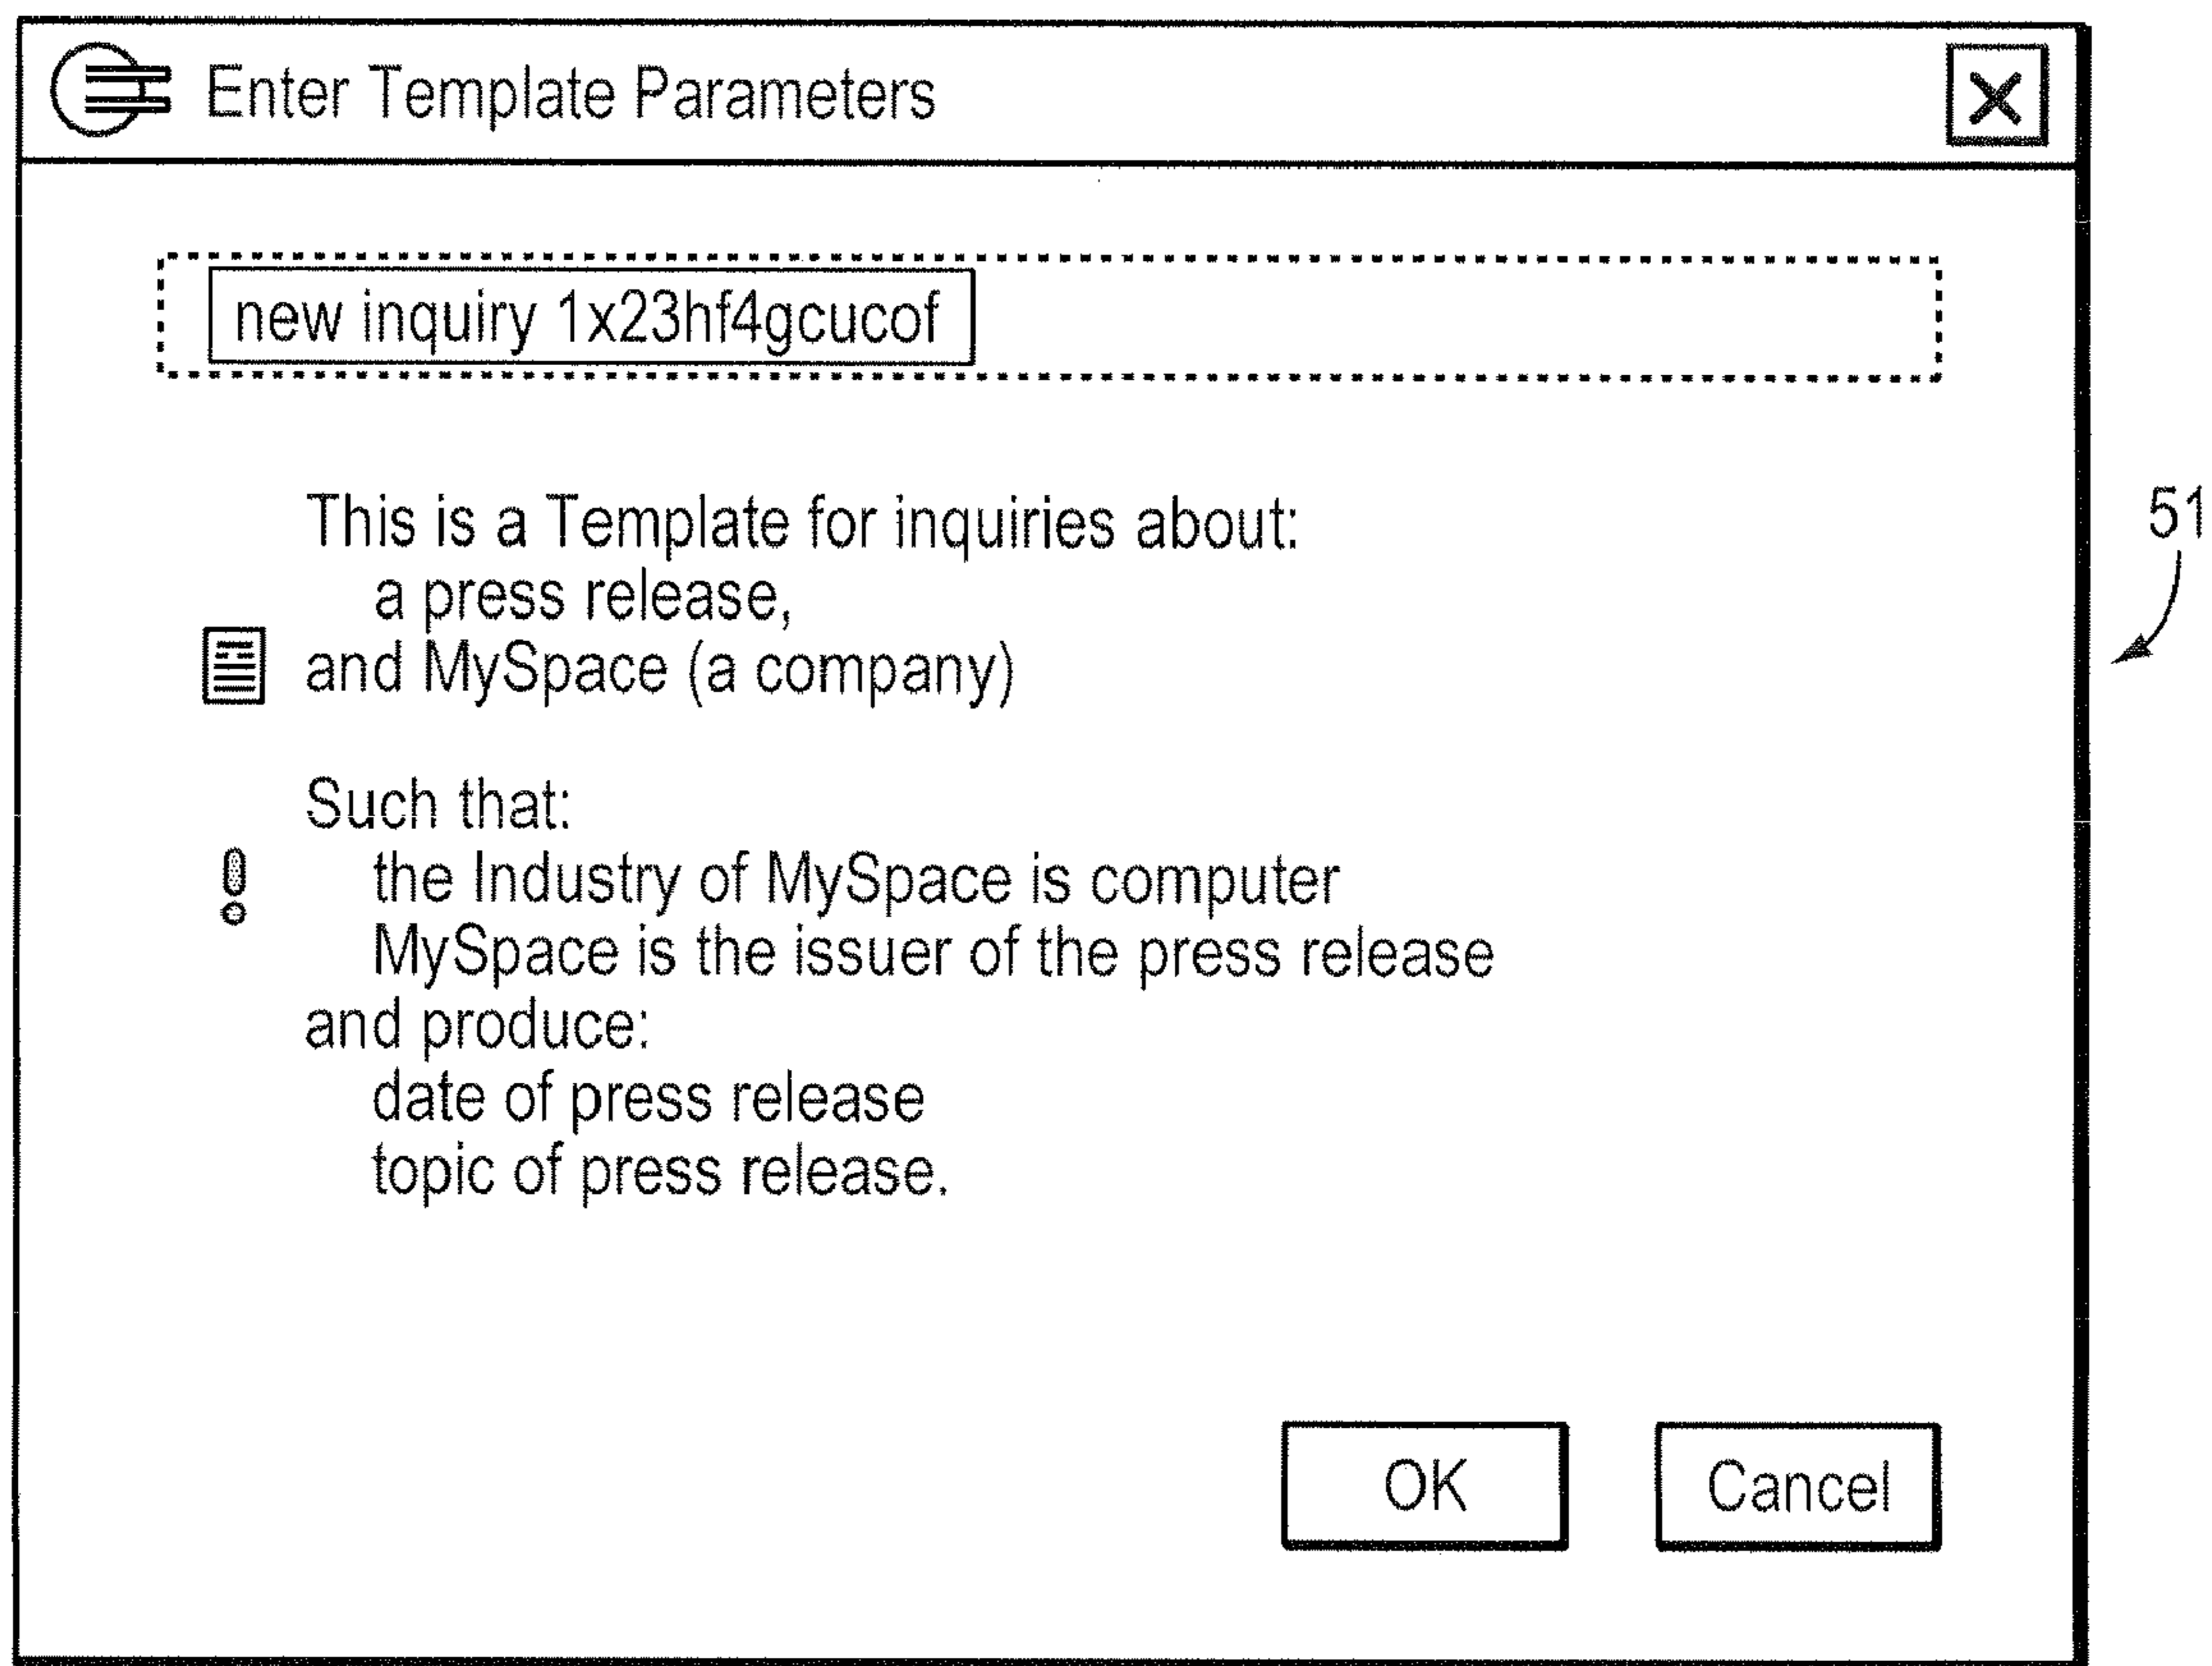 Enter Template Parameters
new inquiry 1x23hf4gcucof
This is a Template for inquiries about:
a press release,
and MySpace (a company)
51
Such that:
the Industry of MySpace is computer
MySpace is the issuer of the press release
and produce:
date of press release
topic of press release.
OK
Cancel